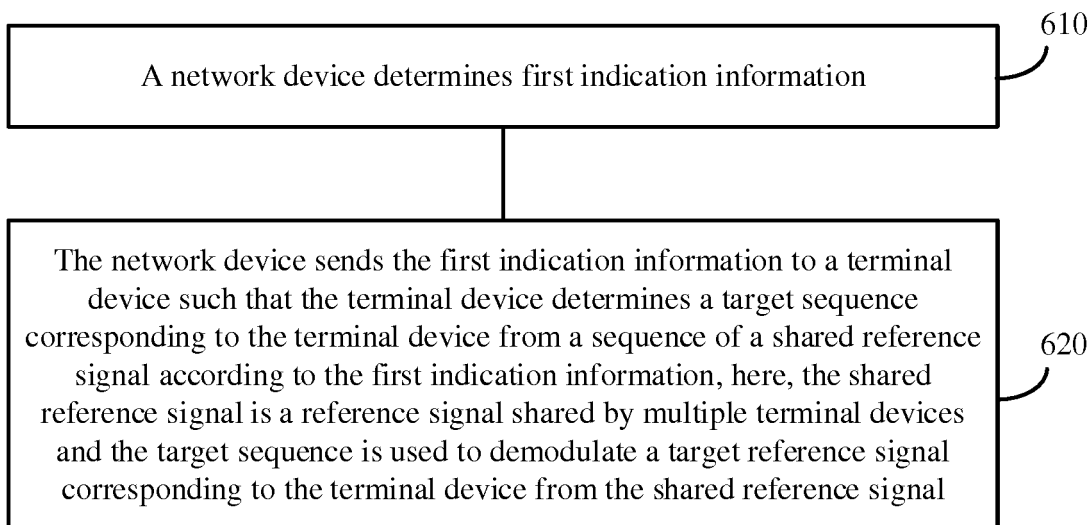 610
A network device determines first indication information
The network device sends the first indication information to a terminal
device such that the terminal device determines a target sequence
corresponding to the terminal device from a sequence of a shared reference
signal according to the first indication information, here, the shared
reference signal is a reference signal shared by multiple terminal devices
and the target sequence is used to demodulate a target reference signal
corresponding to the terminal device from the shared reference signal
620